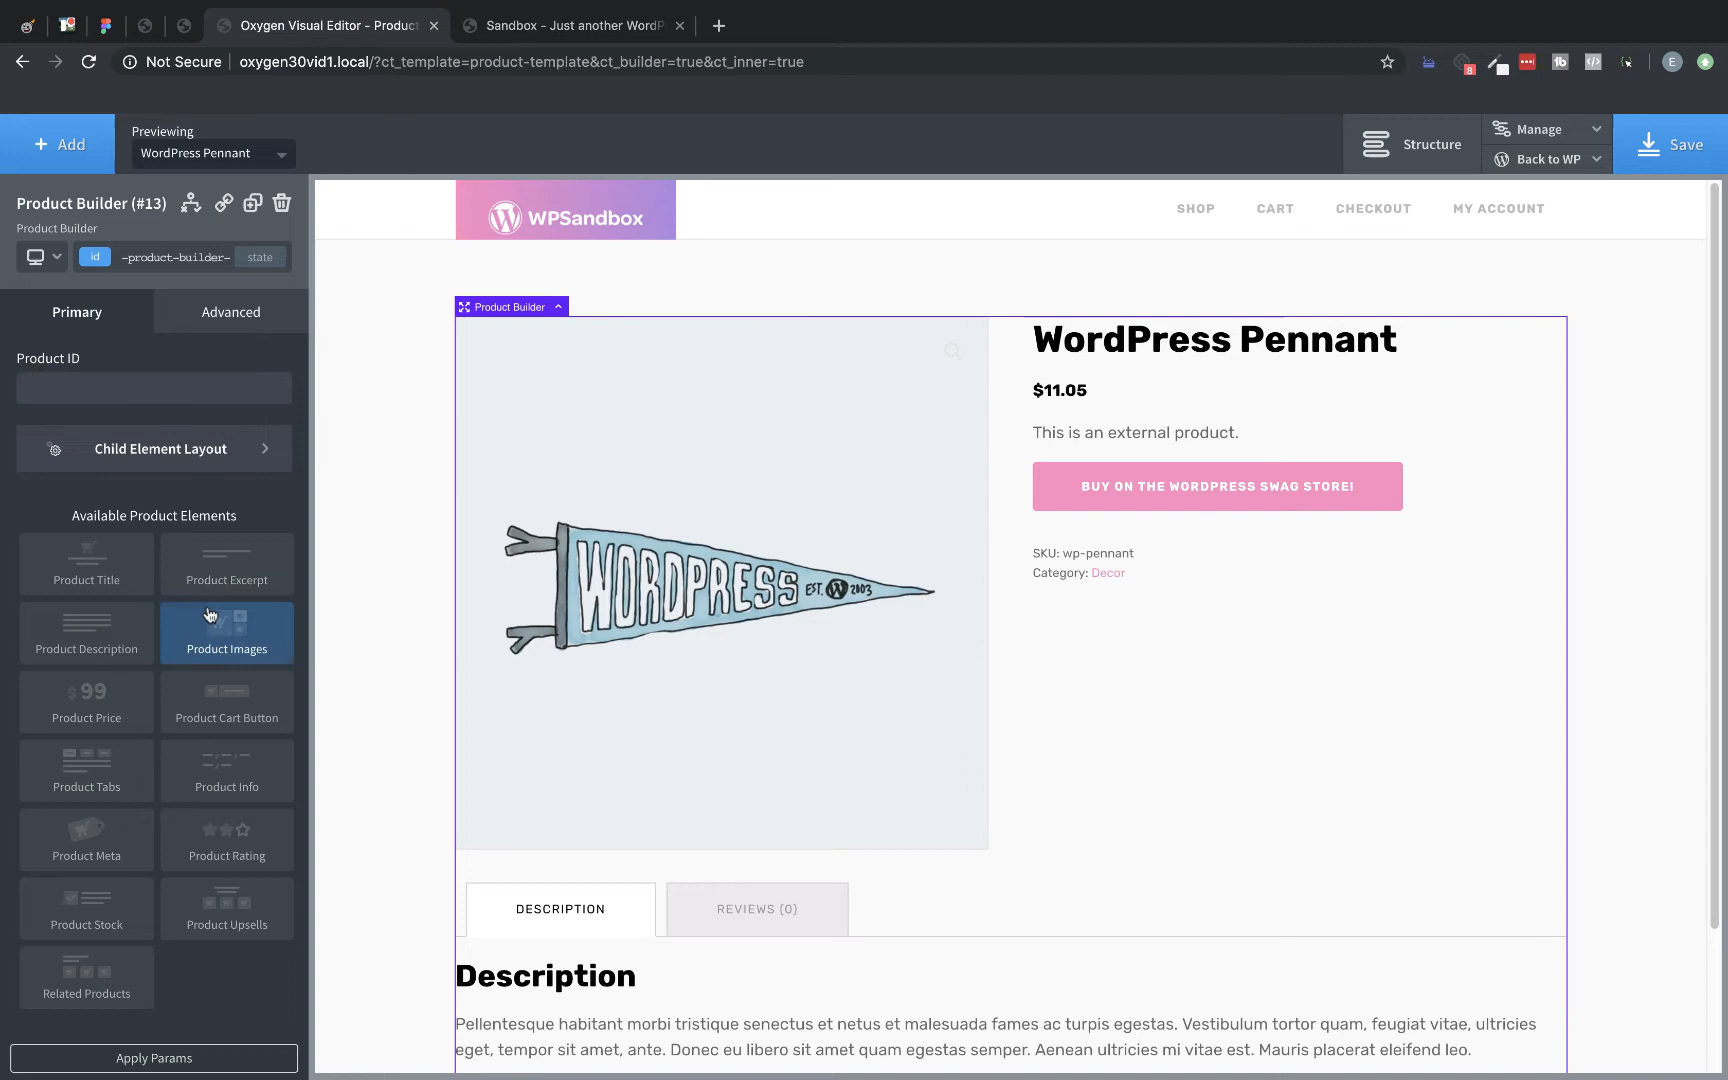 Oxygen Visual Editor - Product
Sandbox - Just another WordP
Not Secure
oxygen30vid1.local/?ct_template=product-template&ct_builder=true&ct_inner=true
8
E
+ Add
Previewing
WordPress Pennant
Structure
Manage
Back to WP
Save
Product Builder (#13)
Product Builder
id
-product-builder-
state
Primary
Advanced
Product ID
Child Element Layout
Available Product Elements
Product Title
Product Excerpt
Product Description
Product Images
$ 99
Product Price
Product Cart Button
Product Tabs
Product Info
Product Meta
Product Rating
Product Stock
Product Upsells
Related Products
Apply Params
WPSandbox
SHOP
CART
CHECKOUT
MY ACCOUNT
Product Builder
WORDPRESS EST. 2003
WordPress Pennant
$11.05
This is an external product.
BUY ON THE WORDPRESS SWAG STORE!
SKU: wp-pennant
Category: Decor
DESCRIPTION
REVIEWS (0)
Description
Pellentesque habitant morbi tristique senectus et netus et malesuada fames ac turpis egestas. Vestibulum tortor quam, feugiat vitae, ultricies
eget, tempor sit amet, ante. Donec eu libero sit amet quam egestas semper. Aenean ultricies mi vitae est. Mauris placerat eleifend leo.